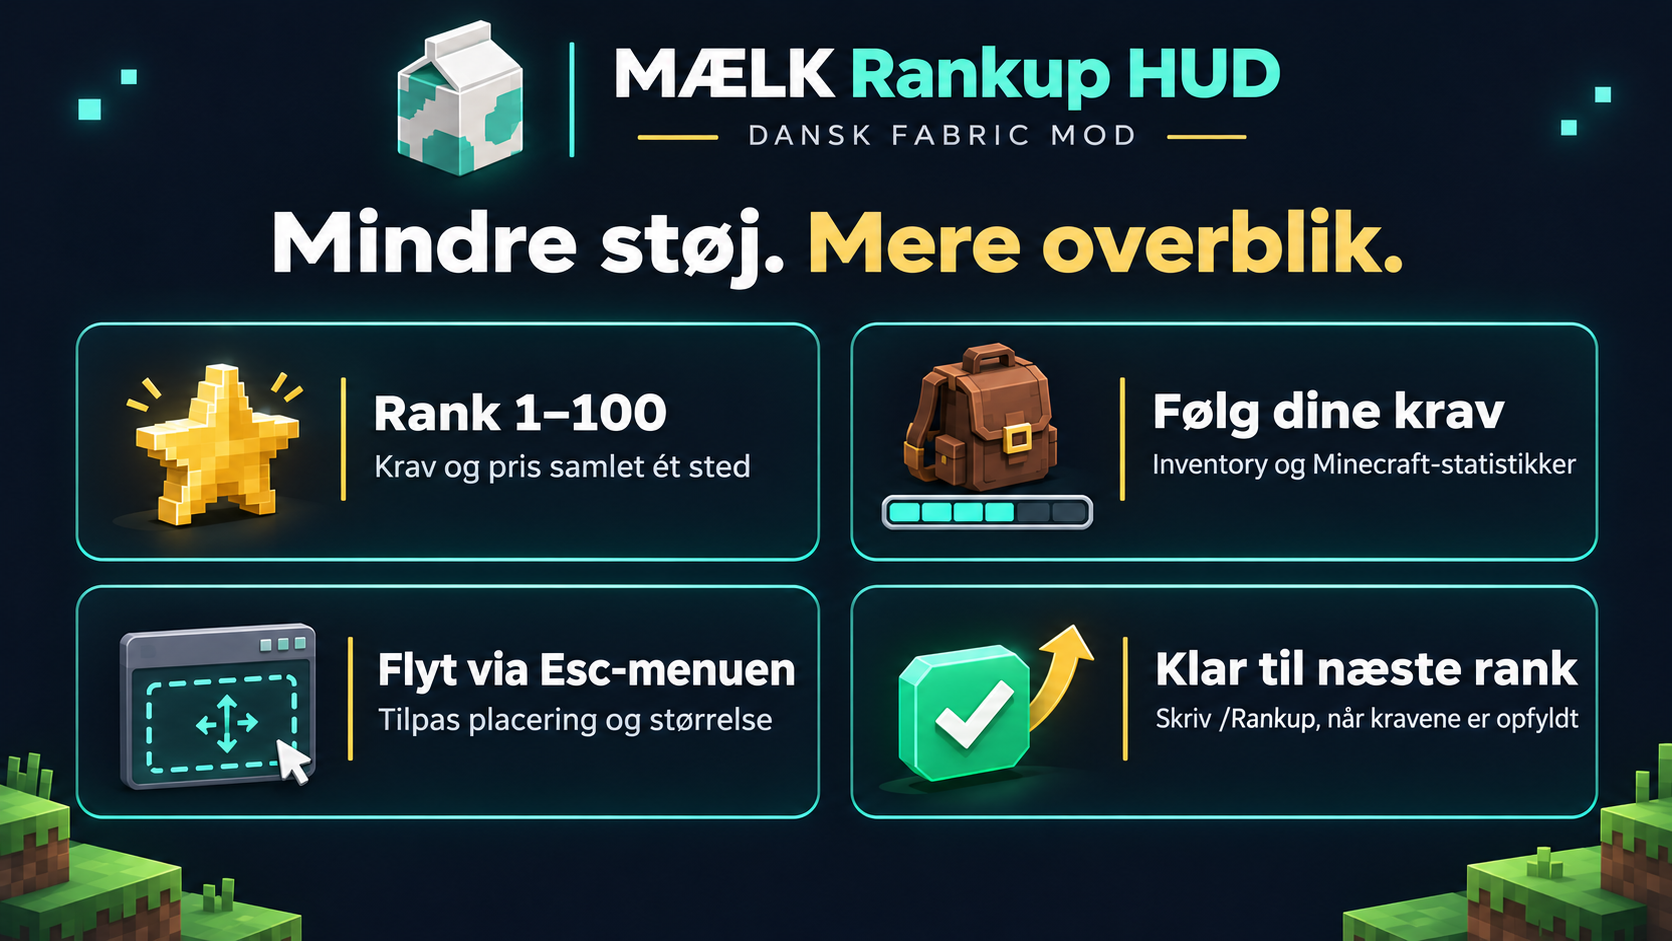 MÆLK Rankup HUD
DANSK FABRIC MOD
Mindre støj. Mere overblik.
Rank 1–100
Krav og pris samlet ét sted
Følg dine krav
Inventory og Minecraft-statistikker
Flyt via Esc-menuen
Tilpas placering og størrelse
Klar til næste rank
Skriv /Rankup, når kravene er opfyldt